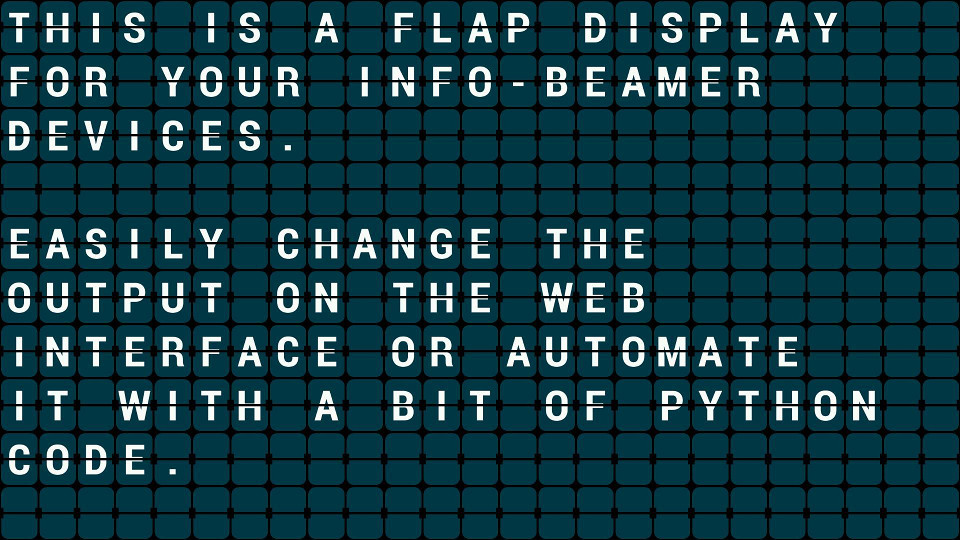 THIS IS A FLAP DISPLAY
FOR YOUR INFO-BEAMER
DEVICES.
EASILY CHANGE THE
OUTPUT ON THE WEB
INTERFACE OR AUTOMATE
IT WITH A BIT OF PYTHON
CODE.